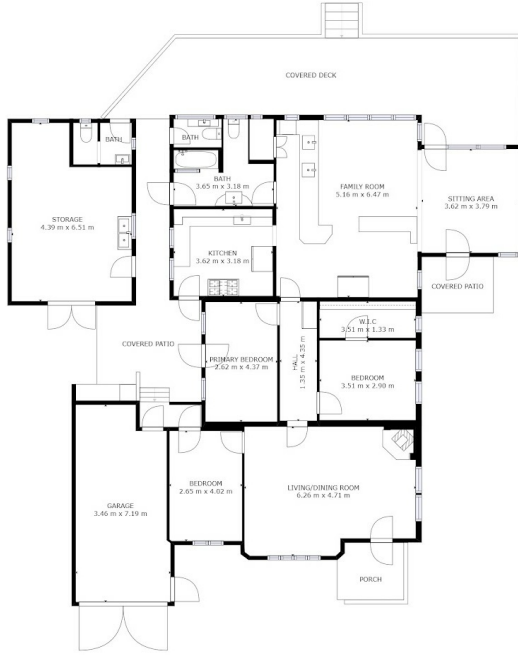 COVERED DECK
BATH
BATH
BATH
3.65 m x 3.18 m
FAMILY ROOM
5.16 m x 6.47 m
SITTING AREA
3.62 m x 3.79 m
STORAGE
4.39 m x 6.51 m
KITCHEN
3.62 m x 3.18 m
COVERED PATIO
W.I.C
3.51 m x 1.33 m
COVERED PATIO
PRIMARY BEDROOM
2.62 m x 4.37 m
HALL
1.35 m x 4.35 m
BEDROOM
3.51 m x 2.90 m
BEDROOM
2.65 m x 4.02 m
LIVING/DINING ROOM
6.26 m x 4.71 m
GARAGE
3.46 m x 7.19 m
PORCH